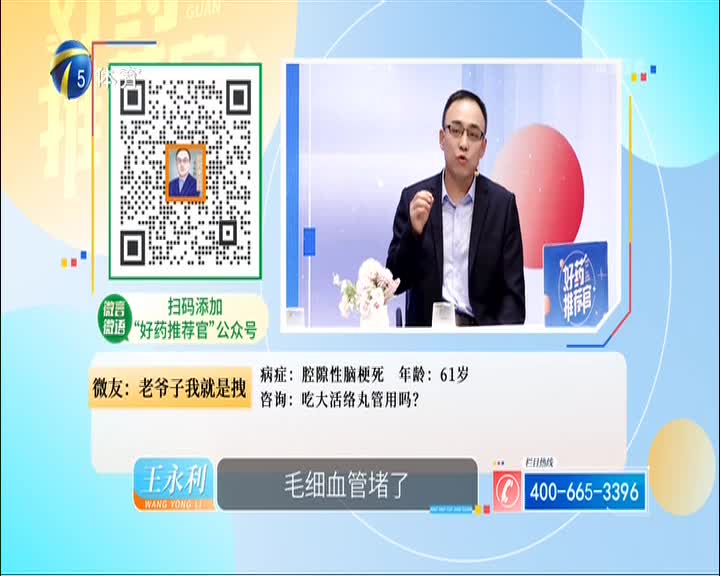 5 体育
扫码添加
“好药推荐官”公众号
微言
微语
好药
推荐官
微友：老爷子我就是拽
病症：腔隙性脑梗死 年龄：61岁
咨询：吃大活络丸管用吗？
王永利
WANG YONG LI
毛细血管堵了
栏目热线
400-665-3396